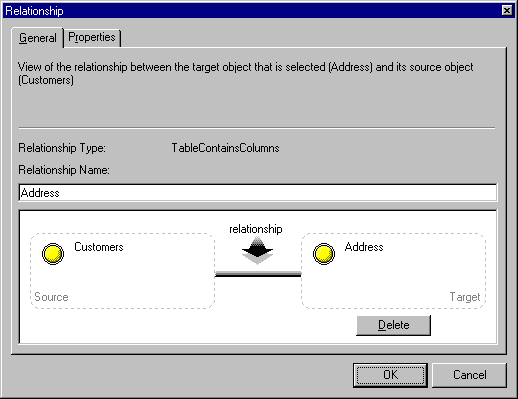 Relationship
General
Properties
View of the relationship between the target object that is selected (Address) and its source object
(Customers)
Relationship Type: TableContainsColumns
Relationship Name:
Address
relationship
Customers
Address
Source
Target
Delete
OK
Cancel